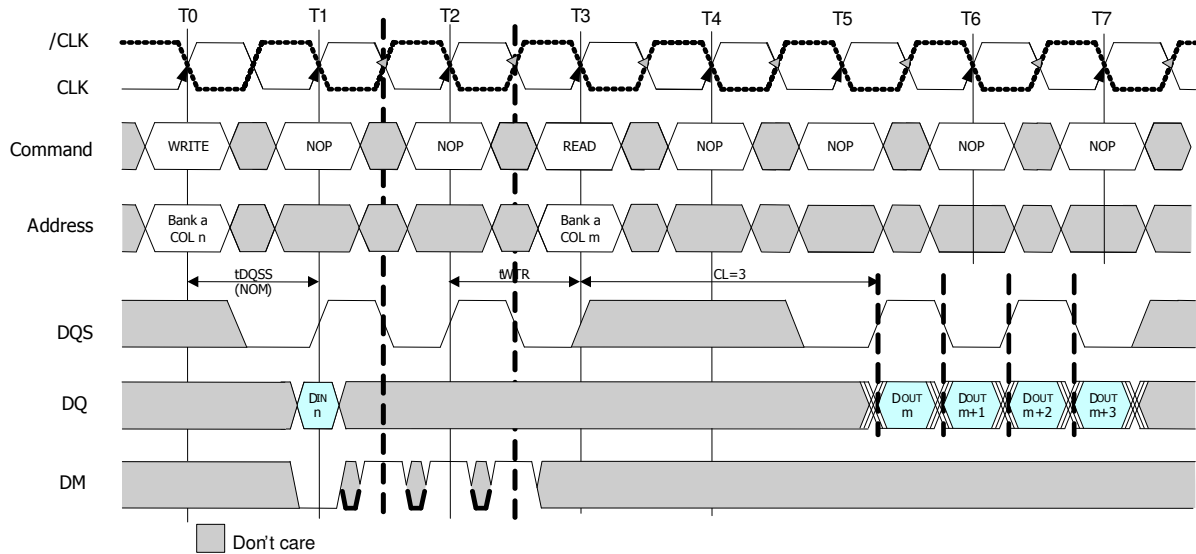 T0 T1 T2 T3 T4 T5 T6 T7
/CLK
CLK
Command WRITE NOP NOP READ NOP NOP NOP NOP
Address Bank a Bank a
COL n COL m
tDQSS tWTR CL=3
(NOM)
DQS
DQ DIN DOUT DOUT DOUT DOUT
n m m+1 m+2 m+3
DM
Don't care